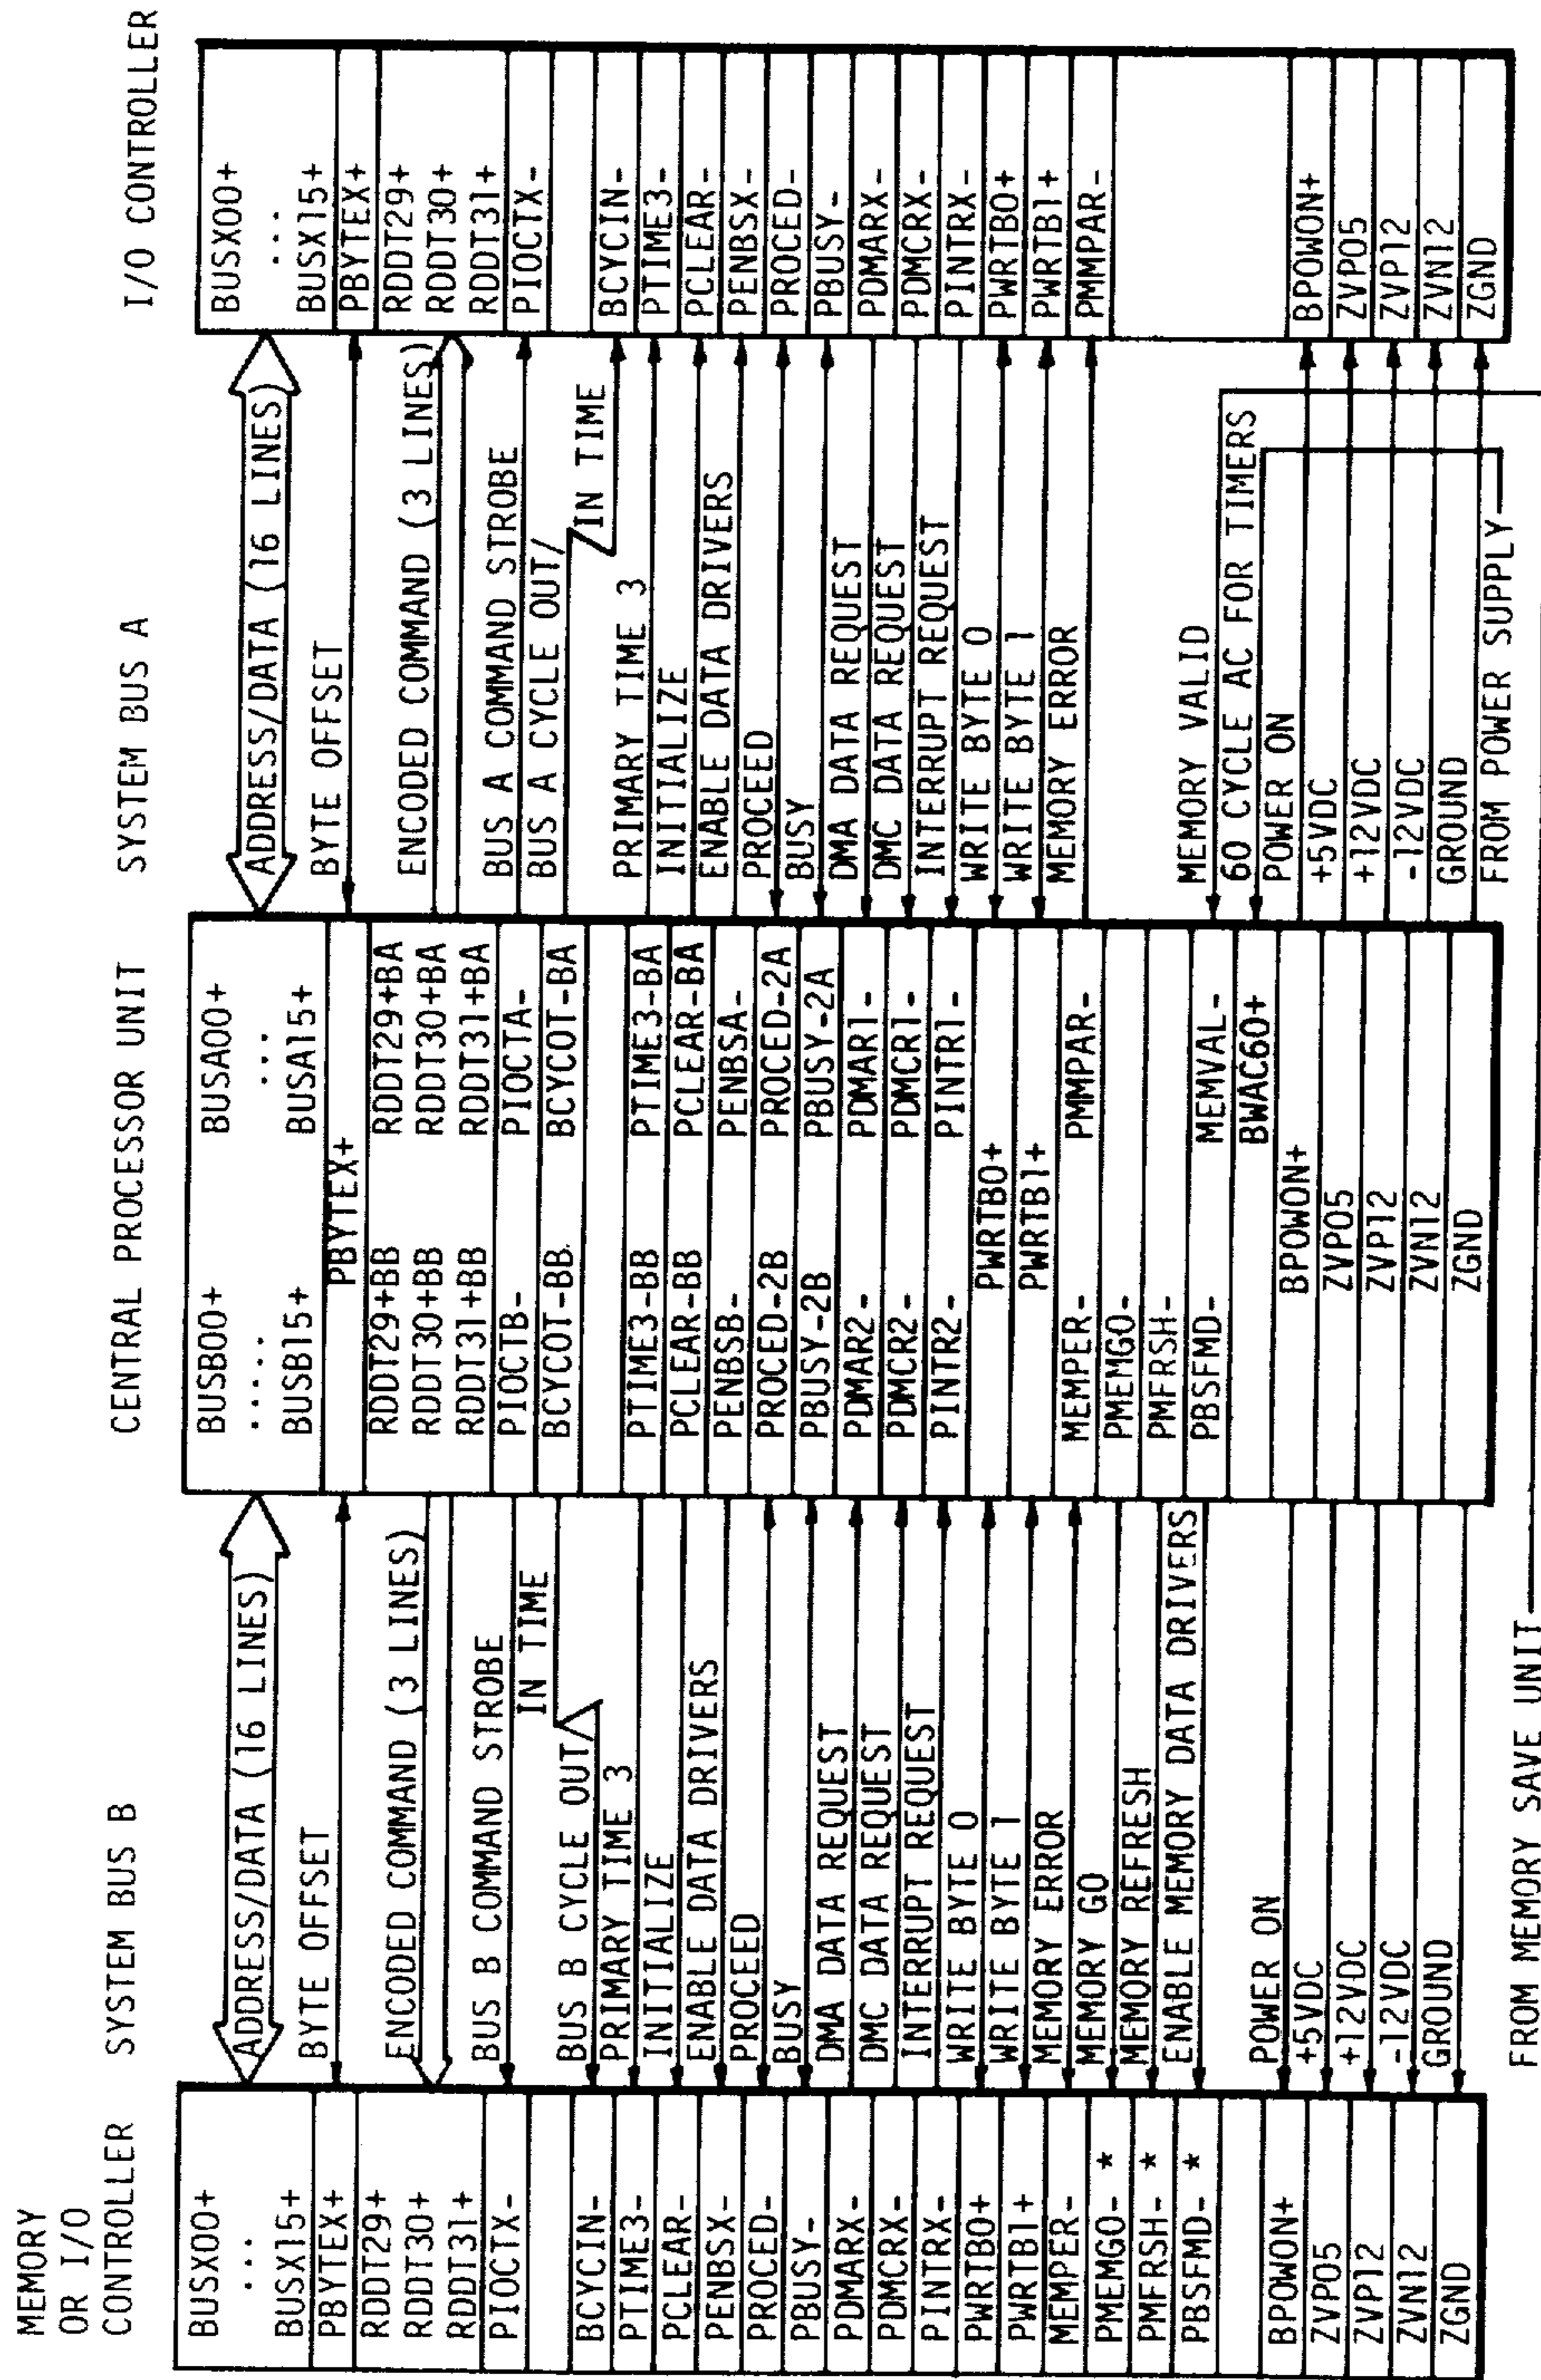 MEMORY
OR I/O
CONTROLLER
BUSX00+
...
BUSX15+
PBYTEX+
RDDT29+
RDDT30+
RDDT31+
PIOCTX-
BCYCIN-
PTIME3-
PCLEAR-
PENBSX-
PROCED-
PBUSY-
PDMARX-
PDMCRX-
PINTRX-
PWRTB0+
PWRTB1+
MEMPER-
PMEMGO- *
PMFRSH- *
PBSFMD- *
BPOWON+
ZVP05
ZVP12
ZVN12
ZGND
SYSTEM BUS B
ADDRESS/DATA (16 LINES)
BYTE OFFSET
ENCODED COMMAND (3 LINES)
BUS B COMMAND STROBE
IN TIME
BUS B CYCLE OUT/
PRIMARY TIME 3
INITIALIZE
ENABLE DATA DRIVERS
PROCEED
BUSY
DMA DATA REQUEST
DMC DATA REQUEST
INTERRUPT REQUEST
WRITE BYTE 0
WRITE BYTE 1
MEMORY ERROR
MEMORY GO
MEMORY REFRESH
ENABLE MEMORY DATA DRIVERS
POWER ON
+5VDC
+12VDC
-12VDC
GROUND
FROM MEMORY SAVE UNIT
CENTRAL PROCESSOR UNIT
BUSB00+ BUSA00+
.... ...
BUSB15+ BUSA15+
PBYTEX+
RDDT29+BB RDDT29+BA
RDDT30+BB RDDT30+BA
RDDT31+BB RDDT31+BA
PIOCTB- PIOCTA-
BCYCOT-BB BCYCOT-BA
PTIME3-BB PTIME3-BA
PCLEAR-BB PCLEAR-BA
PENBSB- PENBSA-
PROCED-2B PROCED-2A
PBUSY-2B PBUSY-2A
PDMAR2- PDMAR1-
PDMCR2- PDMCR1-
PINTR2- PINTR1-
PWRTB0+
PWRTB1+
MEMPER- PMMPAR-
PMEMGO-
PMFRSH-
PBSFMD- MEMVAL-
BWAC60+
BPOWON+
ZVP05
ZVP12
ZVN12
ZGND
SYSTEM BUS A
ADDRESS/DATA (16 LINES)
BYTE OFFSET
ENCODED COMMAND (3 LINES)
BUS A COMMAND STROBE
BUS A CYCLE OUT/
IN TIME
PRIMARY TIME 3
INITIALIZE
ENABLE DATA DRIVERS
PROCEED
BUSY
DMA DATA REQUEST
DMC DATA REQUEST
INTERRUPT REQUEST
WRITE BYTE 0
WRITE BYTE 1
MEMORY ERROR
MEMORY VALID
60 CYCLE AC FOR TIMERS
POWER ON
+5VDC
+12VDC
-12VDC
GROUND
FROM POWER SUPPLY
I/O CONTROLLER
BUSX00+
...
BUSX15+
PBYTEX+
RDDT29+
RDDT30+
RDDT31+
PIOCTX-
BCYCIN-
PTIME3-
PCLEAR-
PENBSX-
PROCED-
PBUSY-
PDMARX-
PDMCRX-
PINTRX-
PWRTB0+
PWRTB1+
PMMPAR-
BPOWON+
ZVP05
ZVP12
ZVN12
ZGND